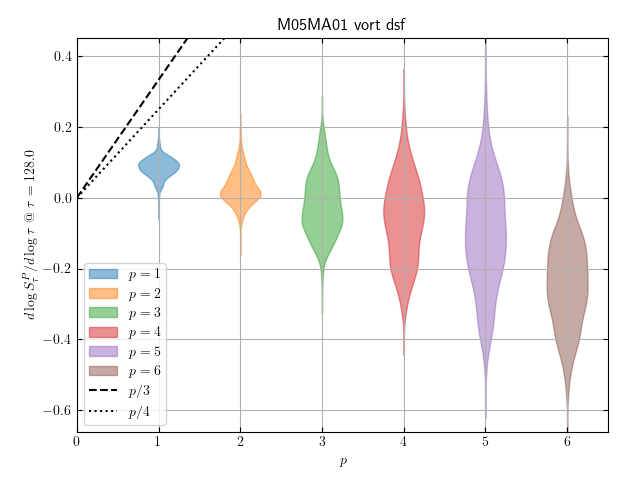 M05MA01 vort dsf
d log S_τ^p / d log τ @ τ = 128.0
0.4
0.2
0.0
−0.2
−0.4
−0.6
p = 1
p = 2
p = 3
p = 4
p = 5
p = 6
p/3
p/4
0 1 2 3 4 5 6
p